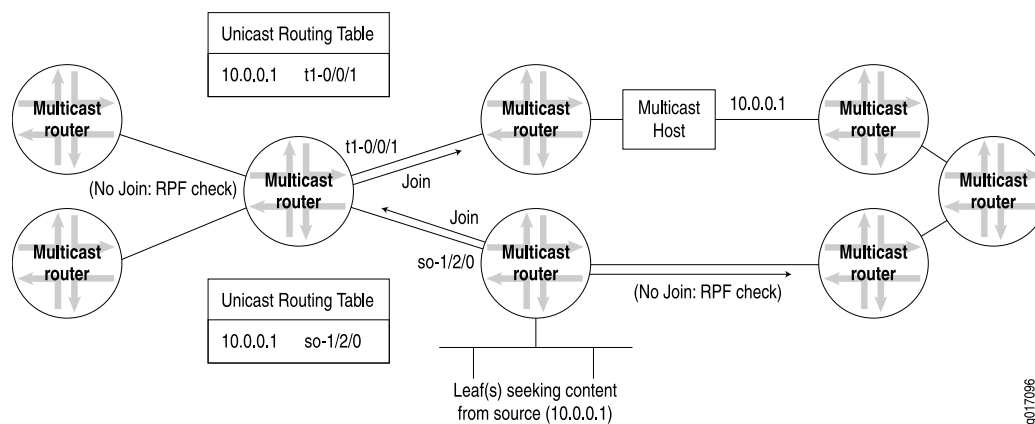 Unicast Routing Table
10.0.0.1 t1-0/0/1
Multicast
router
Multicast
router
Multicast
Host
10.0.0.1
Multicast
router
t1-0/0/1
Join
(No Join: RPF check)
Multicast
router
Multicast
router
Join
so-1/2/0
Multicast
router
Multicast
router
Multicast
router
(No Join: RPF check)
Unicast Routing Table
10.0.0.1 so-1/2/0
Leaf(s) seeking content
from source (10.0.0.1)
g017096